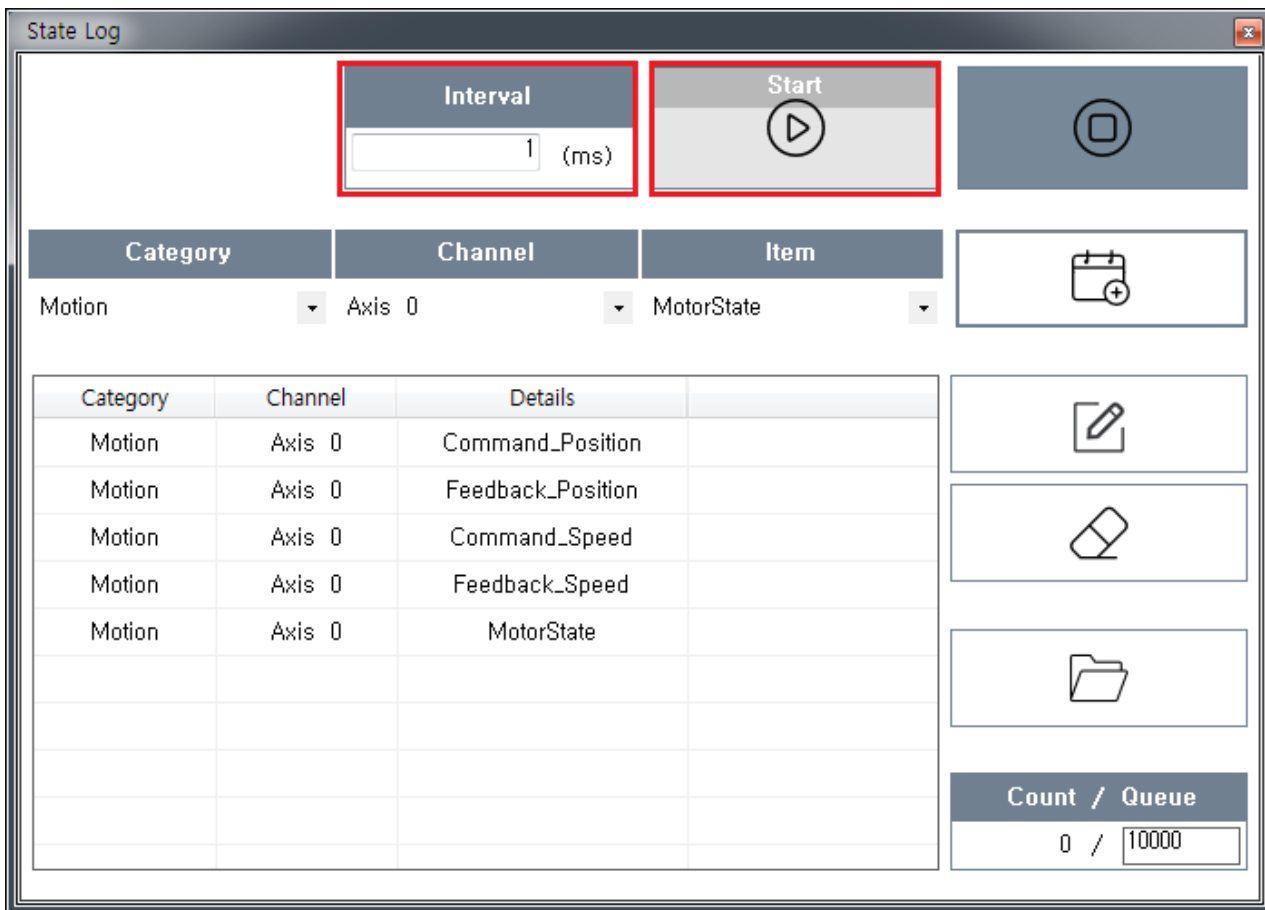 State Log
Interval
1 (ms)
Start
Category Channel Item
Motion Axis 0 MotorState
Category Channel Details
Motion Axis 0 Command_Position
Motion Axis 0 Feedback_Position
Motion Axis 0 Command_Speed
Motion Axis 0 Feedback_Speed
Motion Axis 0 MotorState
Count / Queue
0 / 10000